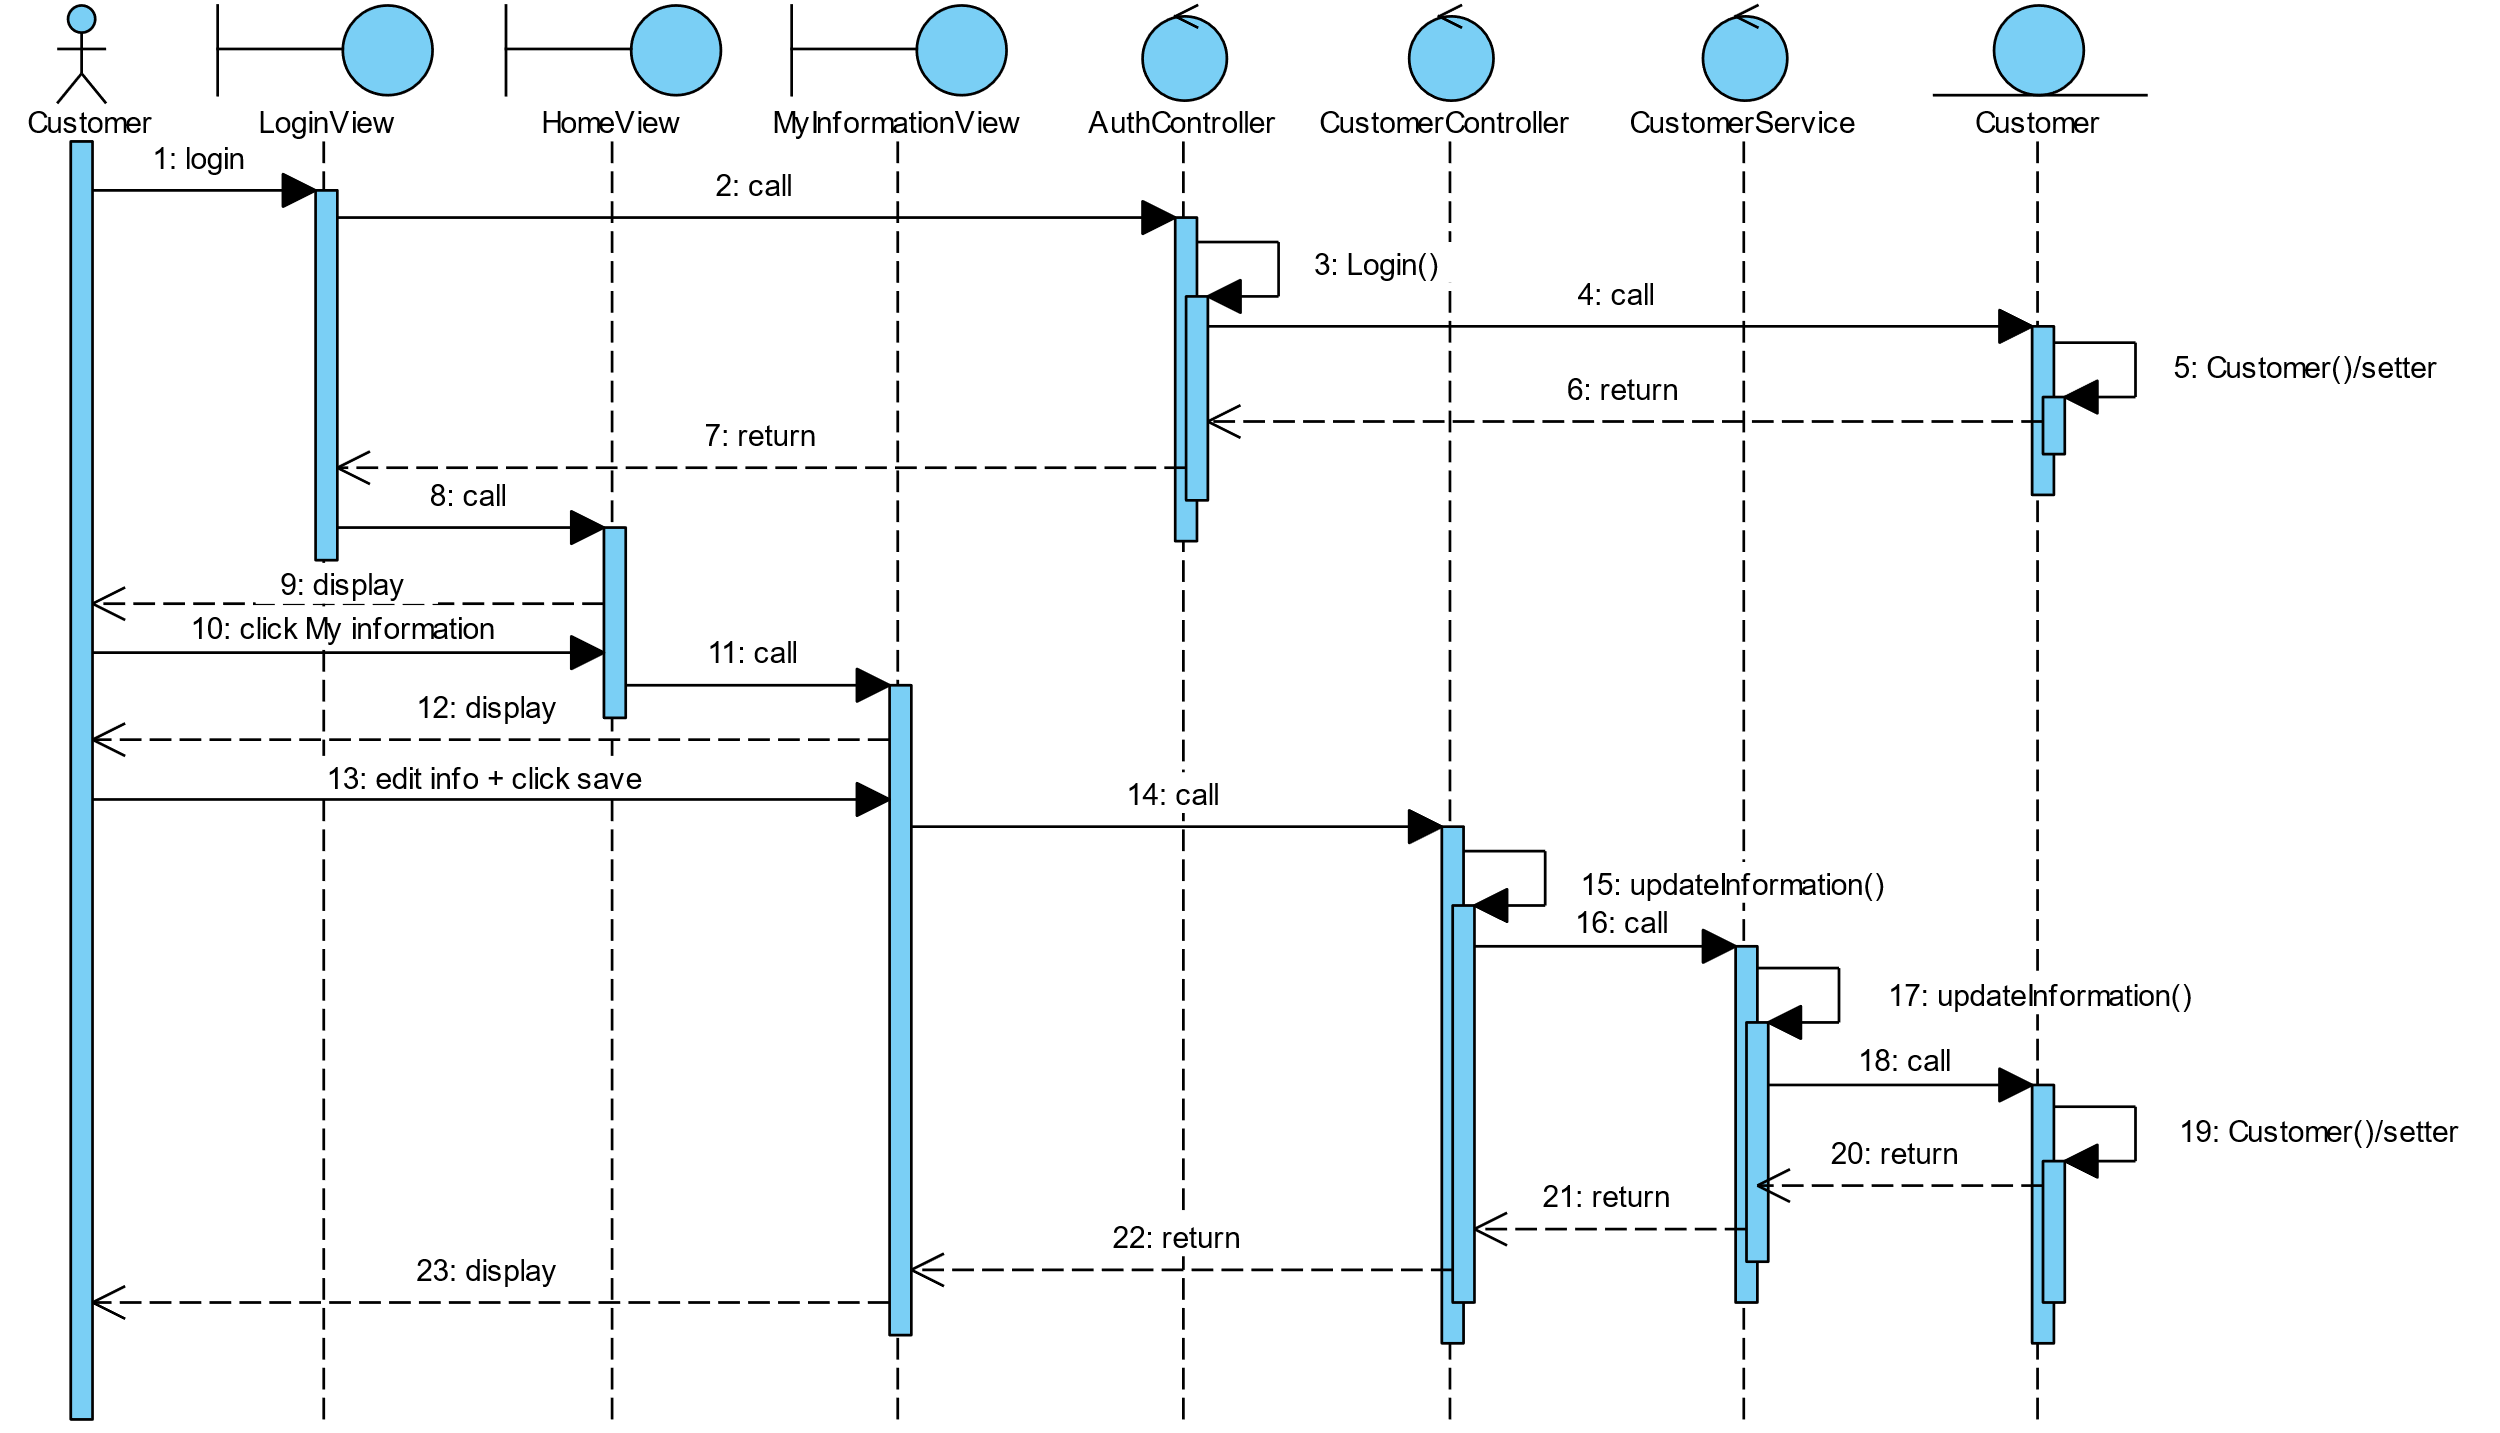 Customer
LoginView
HomeView
MyInformationView
AuthController
CustomerController
CustomerService
Customer
1: login
2: call
3: Login()
4: call
5: Customer()/setter
6: return
7: return
8: call
9: display
10: click My information
11: call
12: display
13: edit info + click save
14: call
15: updateInformation()
16: call
17: updateInformation()
18: call
19: Customer()/setter
20: return
21: return
22: return
23: display